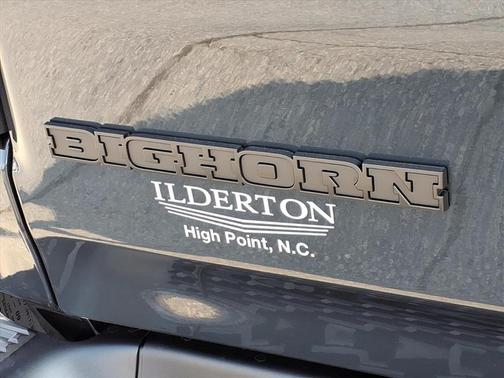 BIGHORN
ILDERTON
High Point, N.C.